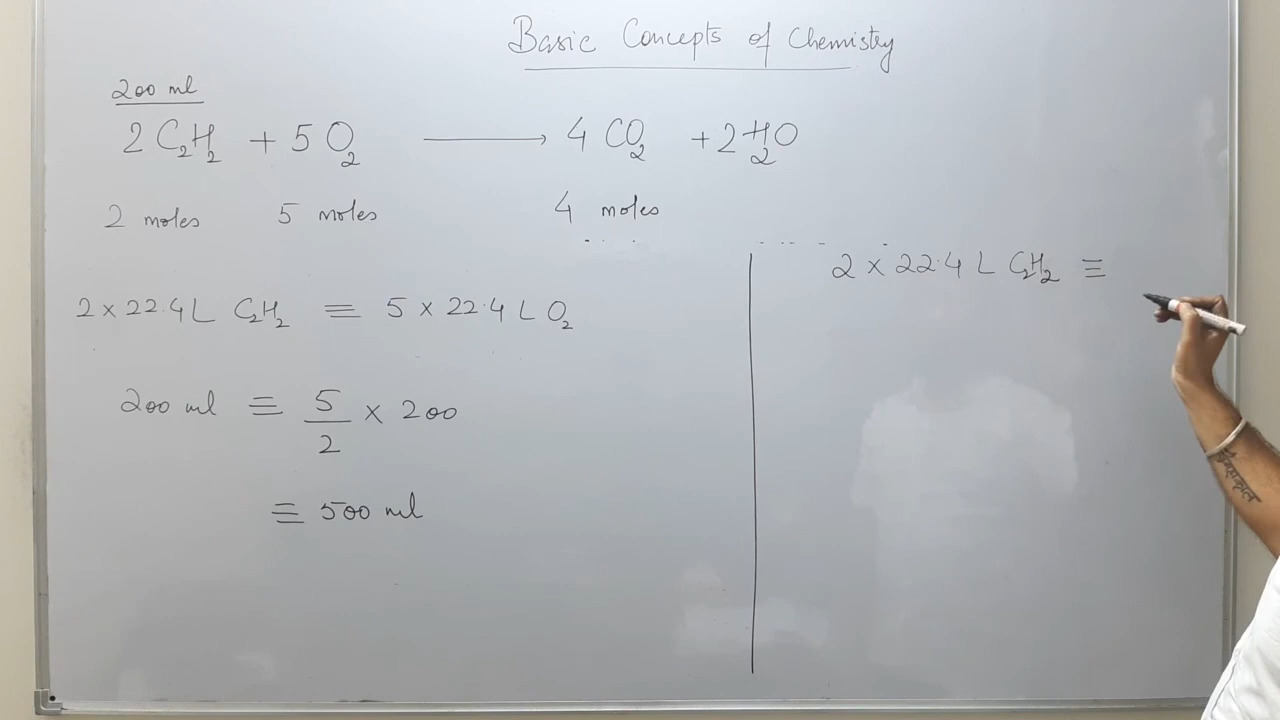 Basic Concepts of Chemistry
200 ml
2 C₂H₂ + 5 O₂ ⟶ 4 CO₂ + 2 H₂O
2 moles 5 moles 4 moles
2 × 22.4 L C₂H₂ ≡ 5 × 22.4 L O₂
200 ml ≡ 5/2 × 200
≡ 500 ml
2 × 22.4 L C₂H₂ ≡